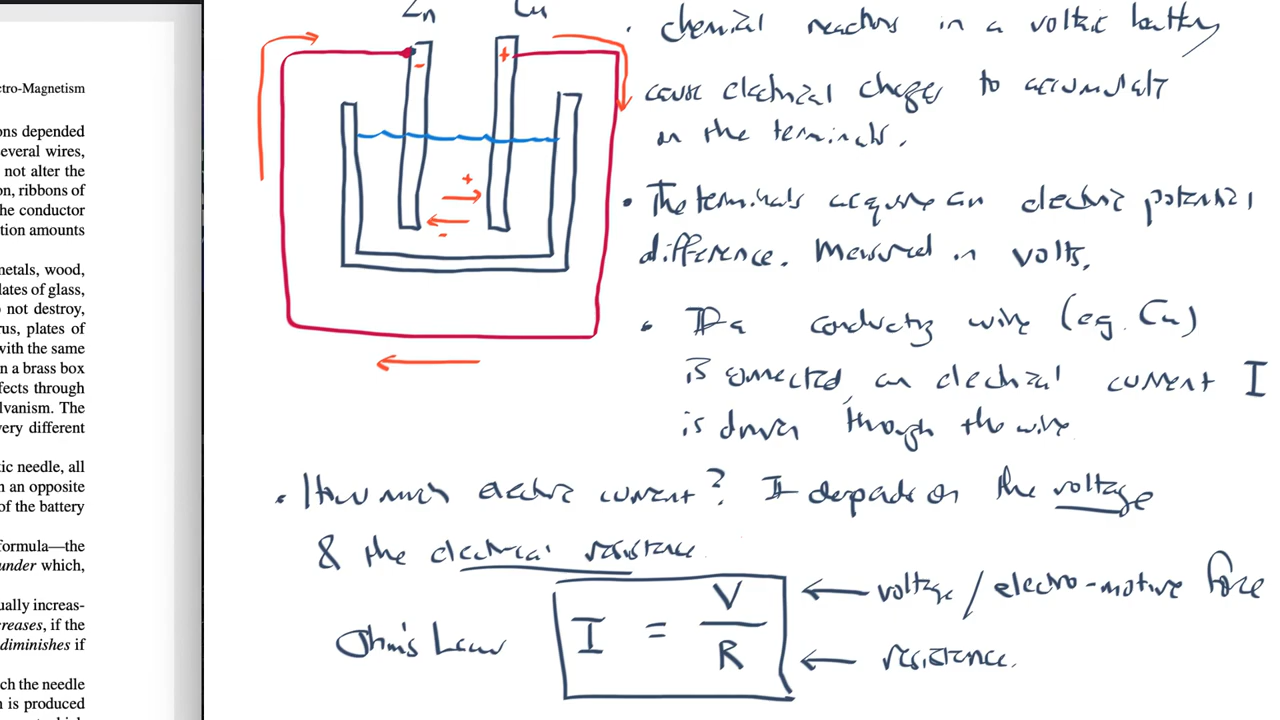 ctro-Magnetism
ons depended
everal wires,
not alter the
on, ribbons of
he conductor
tion amounts
netals, wood,
lates of glass,
o not destroy,
rus, plates of
with the same
n a brass box
fects through
lvanism. The
very different
tic needle, all
n an opposite
of the battery
formula—the
under which,
ually increas-
reases, if the
diminishes if
ch the needle
n is produced
Zn Cu
- +
+
-
• chemical reactions in a voltaic battery
cause electrical charges to accumulate
on the terminals.
• The terminals acquire an electric potential
difference. Measured in volts.
• If a conducting wire (eg. Cu)
is connected, an electrical current I
is driven through the wire
• How much electric current? It depends on the voltage
& the electrical resistance
Ohm's Law I = V/R
← voltage / electro-motive force
← resistance.